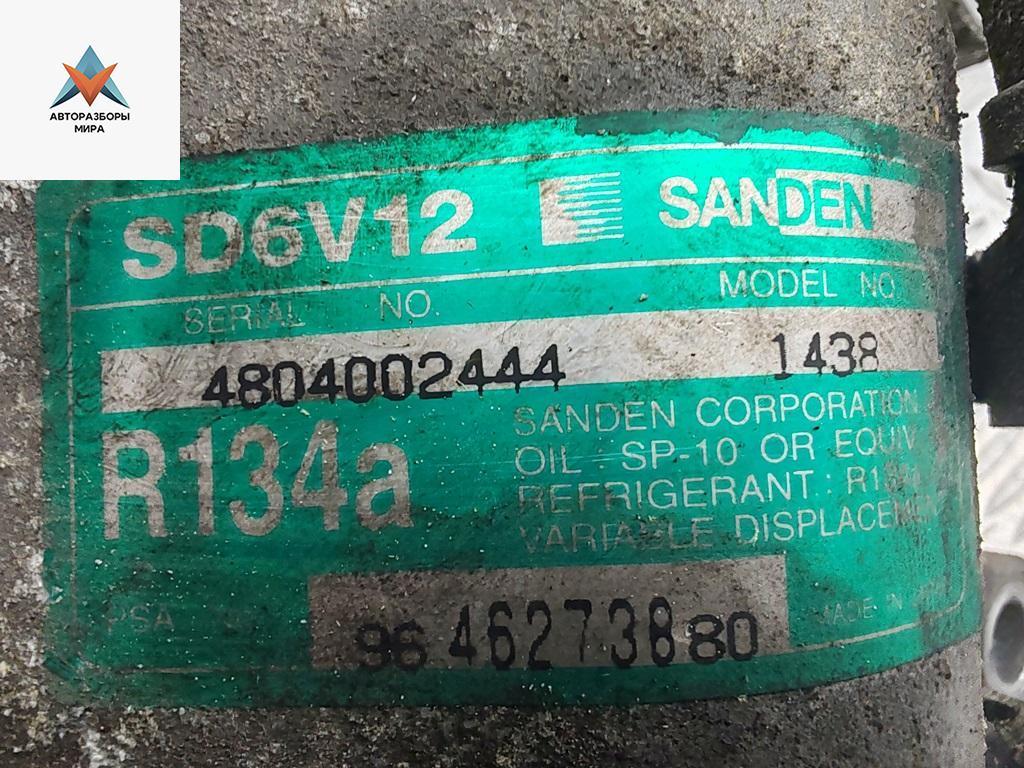 АВТОРАЗБОРЫ
МИРА
SD6V12 SANDEN
SERIAL NO. MODEL NO
4804002444 1438
R134a
SANDEN CORPORATION
OIL : SP-10 OR EQUIV
REFRIGERANT :
VARIABLE DISPLACEMENT
PSA 96 462738 80 MADE IN